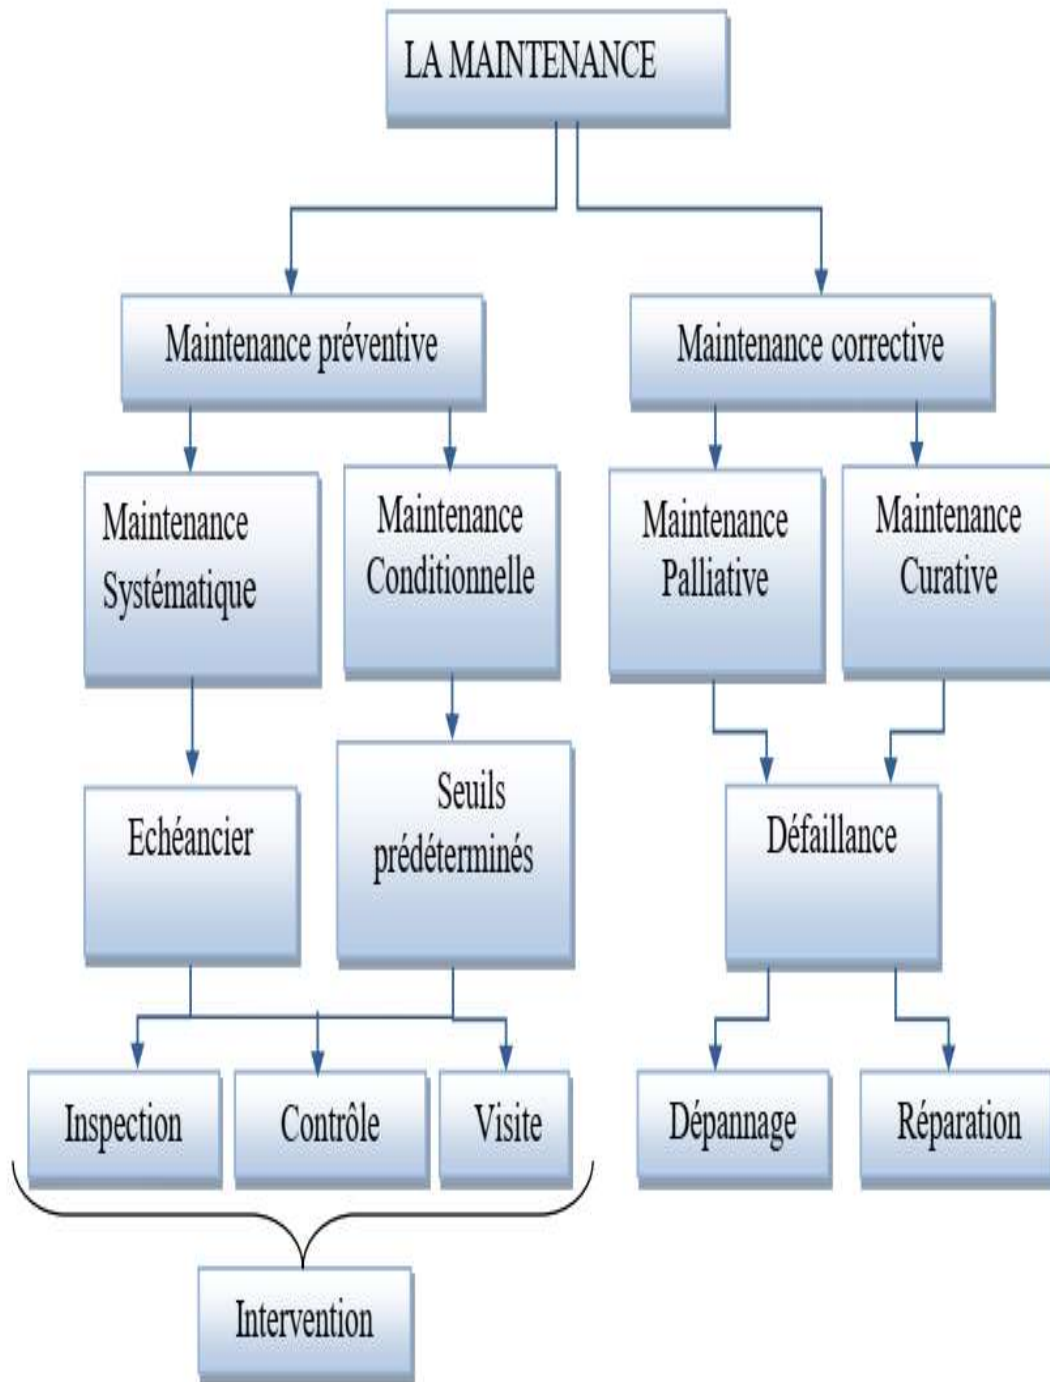 LA MAINTENANCE
Maintenance préventive
Maintenance corrective
Maintenance
Systématique
Maintenance
Conditionnelle
Maintenance
Palliative
Maintenance
Curative
Echéancier
Seuils
prédéterminés
Défaillance
Inspection
Contrôle
Visite
Dépannage
Réparation
Intervention